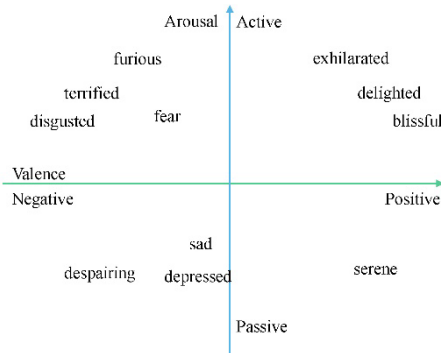 Arousal Active
furious exhilarated
terrified delighted
disgusted fear blissful
Valence
Negative Positive
sad
despairing depressed serene
Passive